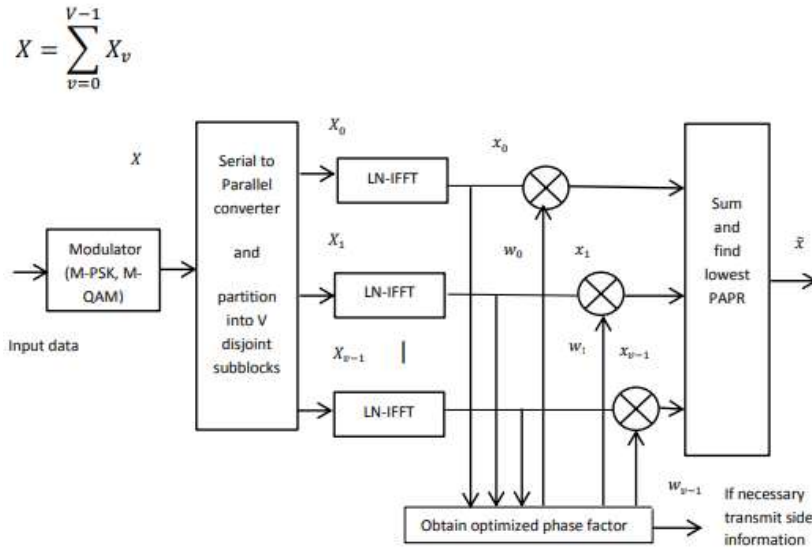 X = \sum_{v=0}^{V-1} X_v
X
Serial to
Parallel
converter
and
partition
into V
disjoint
subblocks
Modulator
(M-PSK, M-
QAM)
Input data
X_0
LN-IFFT
x_0
X_1
LN-IFFT
w_0
x_1
X_{v-1}
LN-IFFT
w_1
x_{v-1}
Sum
and
find
lowest
PAPR
x̃
w_{v-1}
Obtain optimized phase factor
If necessary
transmit side
information